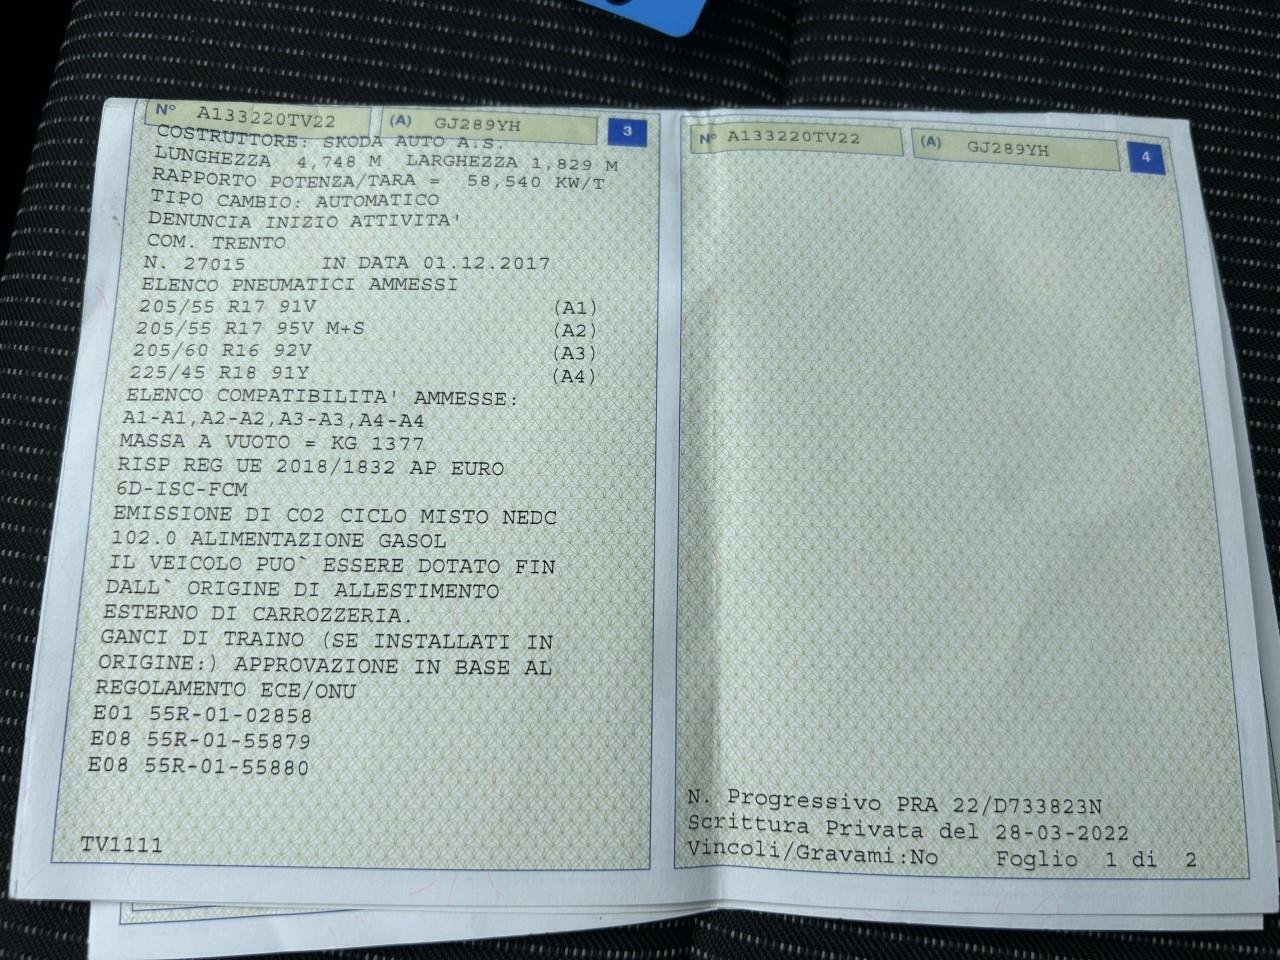 N° A133220TV22 (A) GJ289YH 3
COSTRUTTORE: SKODA AUTO A.S.
LUNGHEZZA 4,748 M LARGHEZZA 1,829 M
RAPPORTO POTENZA/TARA = 58,540 KW/T
TIPO CAMBIO: AUTOMATICO
DENUNCIA INIZIO ATTIVITA'
COM. TRENTO
N. 27015 IN DATA 01.12.2017
ELENCO PNEUMATICI AMMESSI
205/55 R17 91V (A1)
205/55 R17 95V M+S (A2)
205/60 R16 92V (A3)
225/45 R18 91Y (A4)
ELENCO COMPATIBILITA' AMMESSE:
A1-A1,A2-A2,A3-A3,A4-A4
MASSA A VUOTO = KG 1377
RISP REG UE 2018/1832 AP EURO
6D-ISC-FCM
EMISSIONE DI CO2 CICLO MISTO NEDC
102.0 ALIMENTAZIONE GASOL
IL VEICOLO PUO` ESSERE DOTATO FIN
DALL` ORIGINE DI ALLESTIMENTO
ESTERNO DI CARROZZERIA.
GANCI DI TRAINO (SE INSTALLATI IN
ORIGINE:) APPROVAZIONE IN BASE AL
REGOLAMENTO ECE/ONU
E01 55R-01-02858
E08 55R-01-55879
E08 55R-01-55880
TV1111
N° A133220TV22 (A) GJ289YH 4
N. Progressivo PRA 22/D733823N
Scrittura Privata del 28-03-2022
Vincoli/Gravami:No Foglio 1 di 2